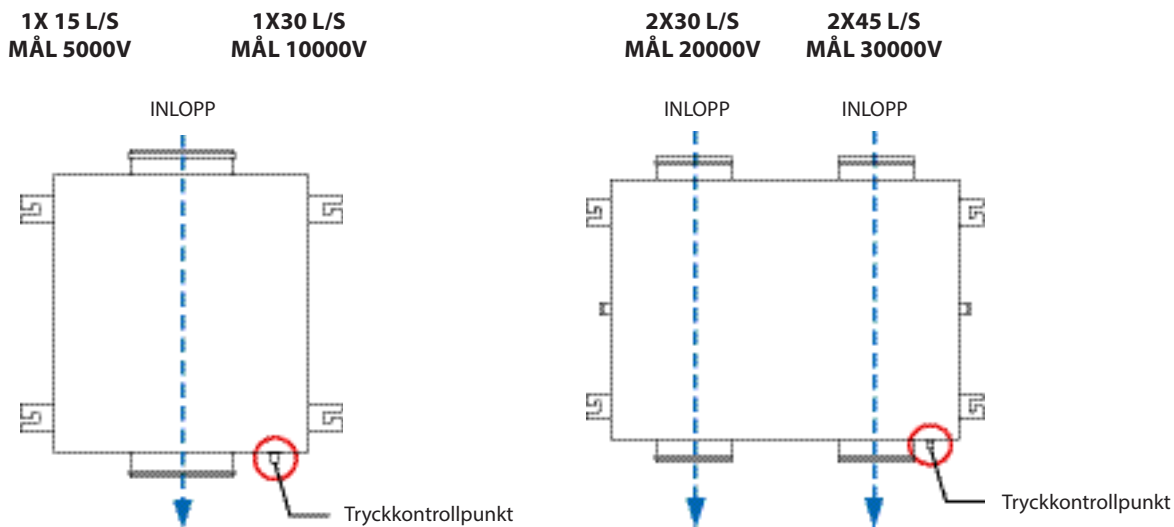 1X 15 L/S
MÅL 5000V
1X30 L/S
MÅL 10000V
2X30 L/S
MÅL 20000V
2X45 L/S
MÅL 30000V
INLOPP
INLOPP
INLOPP
Tryckkontrollpunkt
Tryckkontrollpunkt